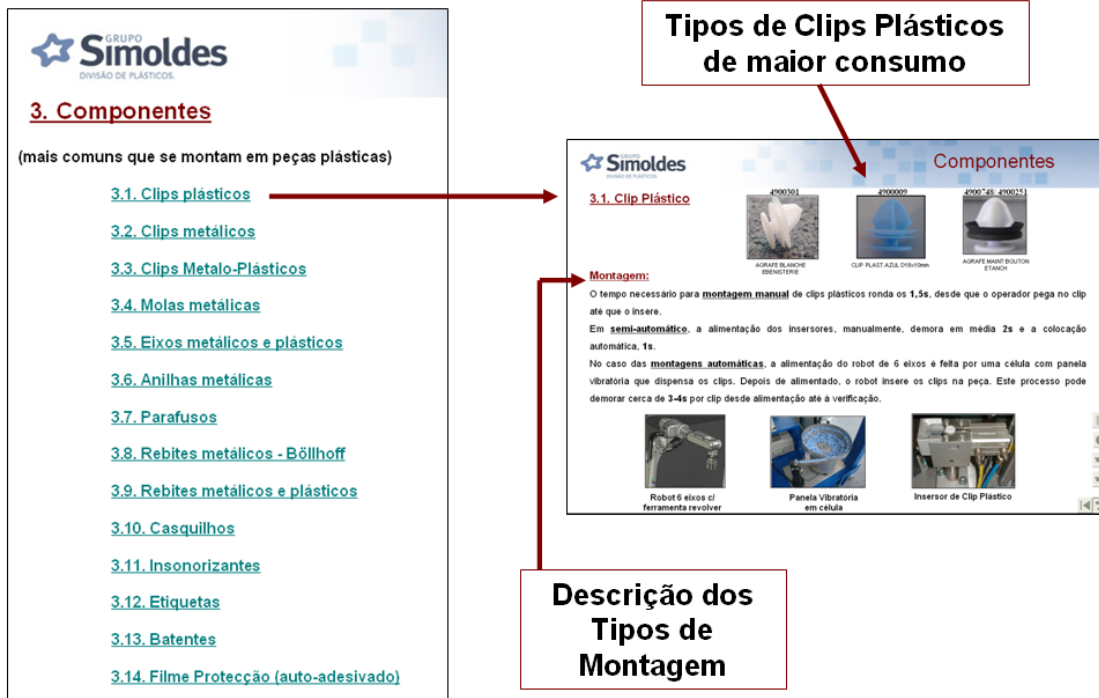 GRUPO
Simoldes
DIVISÃO DE PLÁSTICOS.
3. Componentes
(mais comuns que se montam em peças plásticas)
3.1. Clips plásticos
3.2. Clips metálicos
3.3. Clips Metalo-Plásticos
3.4. Molas metálicas
3.5. Eixos metálicos e plásticos
3.6. Anilhas metálicas
3.7. Parafusos
3.8. Rebites metálicos - Böllhoff
3.9. Rebites metálicos e plásticos
3.10. Casquilhos
3.11. Insonorizantes
3.12. Etiquetas
3.13. Batentes
3.14. Filme Protecção (auto-adesivado)
Tipos de Clips Plásticos
de maior consumo
GRUPO
Simoldes
DIVISÃO DE PLÁSTICOS.
Componentes
3.1. Clip Plástico
4900301
4900009
4900748/ 4900251
AGRAFE BLANCHE
EBENISTERIE
CLIP PLAST.AZUL D18x10mm
AGRAFE MAINT BOUTON
ETANCH
Montagem:
O tempo necessário para montagem manual de clips plásticos ronda os 1,5s, desde que o operador pega no clip
até que o insere.
Em semi-automático, a alimentação dos insersores, manualmente, demora em média 2s e a colocação
automática, 1s.
No caso das montagens automáticas, a alimentação do robot de 6 eixos é feita por uma célula com panela
vibratória que dispensa os clips. Depois de alimentado, o robot insere os clips na peça. Este processo pode
demorar cerca de 3-4s por clip desde alimentação até á verificação.
Robot 6 eixos c/
ferramenta revolver
Panela Vibratória
em célula
Insersor de Clip Plástico
Descrição dos
Tipos de
Montagem